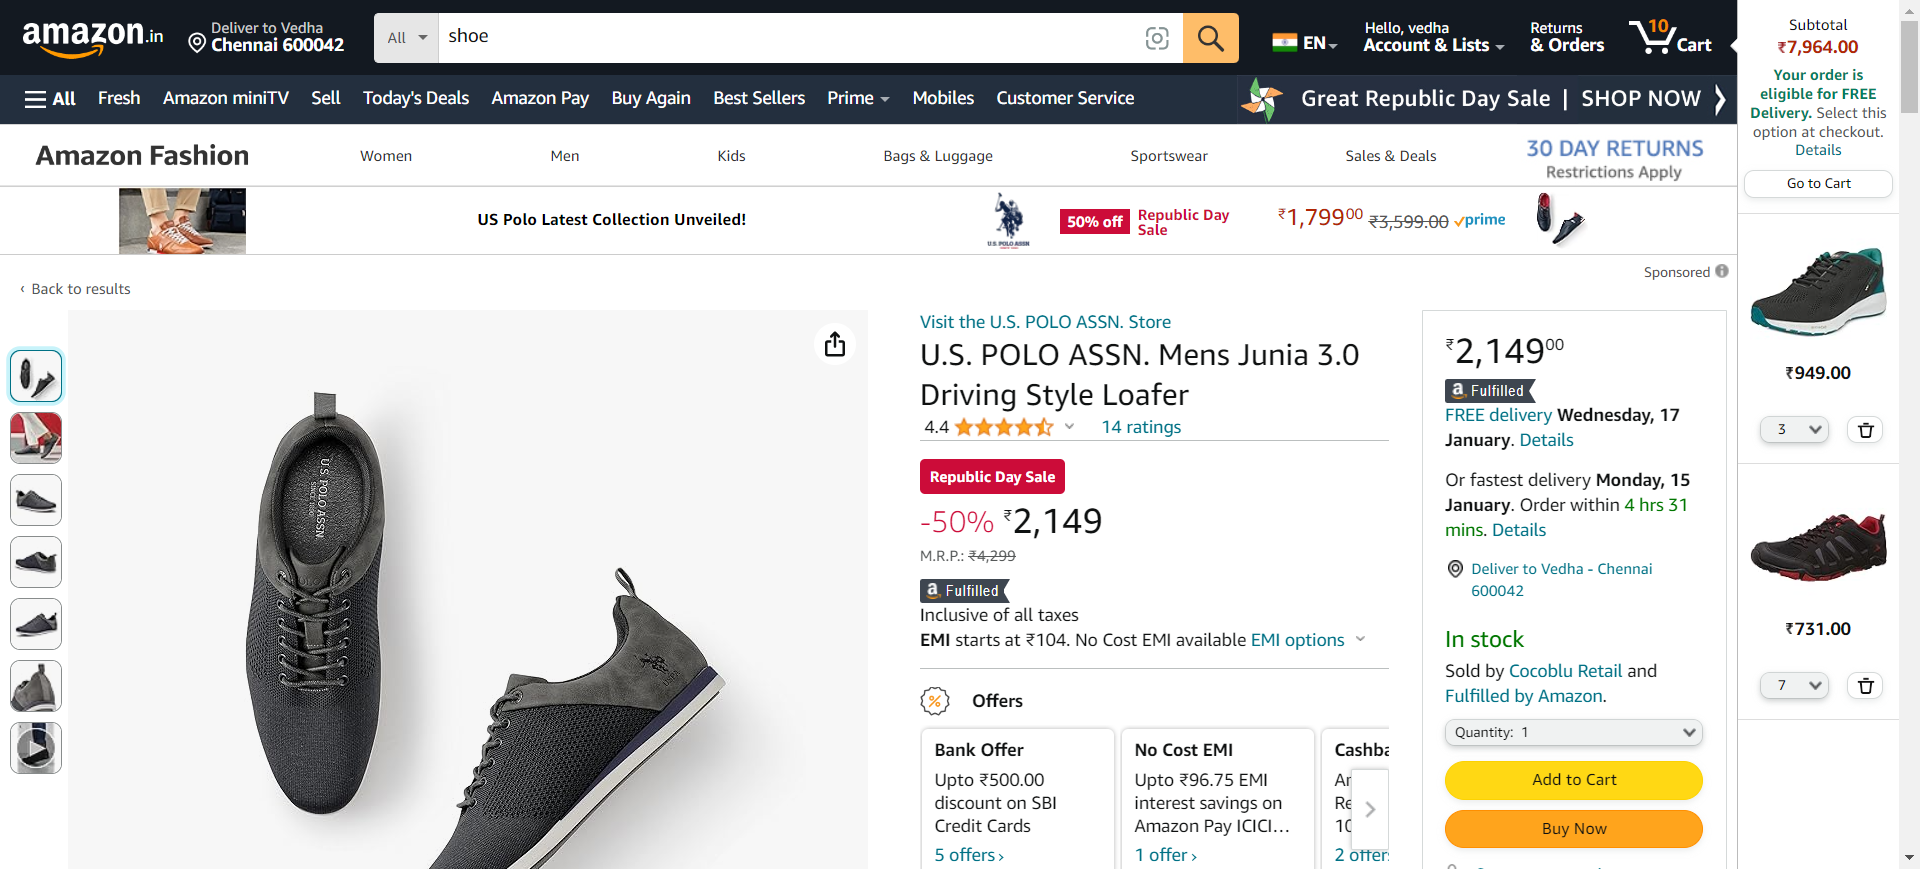 amazon.in
Deliver to Vedha
Chennai 600042
All
shoe
EN
Hello, vedha
Account & Lists
Returns
& Orders
10
Cart
All
Fresh
Amazon miniTV
Sell
Today's Deals
Amazon Pay
Buy Again
Best Sellers
Prime
Mobiles
Customer Service
Great Republic Day Sale | SHOP NOW
Amazon Fashion
Women
Men
Kids
Bags & Luggage
Sportswear
Sales & Deals
30 DAY RETURNS
Restrictions Apply
US Polo Latest Collection Unveiled!
U.S. POLO ASSN
50% off
Republic Day
Sale
₹1,79900
₹3,599.00
prime
Sponsored
‹ Back to results
U.S. POLO ASSN.
Visit the U.S. POLO ASSN. Store
U.S. POLO ASSN. Mens Junia 3.0
Driving Style Loafer
4.4
14 ratings
Republic Day Sale
-50% ₹2,149
M.R.P.: ₹4,299
a Fulfilled
Inclusive of all taxes
EMI starts at ₹104. No Cost EMI available EMI options
Offers
Bank Offer
Upto ₹500.00
discount on SBI
Credit Cards
5 offers ›
No Cost EMI
Upto ₹96.75 EMI
interest savings on
Amazon Pay ICICI…
1 offer ›
Cashba
Ar
Re
10
2 offers
₹2,14900
a Fulfilled
FREE delivery Wednesday, 17
January. Details
Or fastest delivery Monday, 15
January. Order within 4 hrs 31
mins. Details
Deliver to Vedha - Chennai
600042
In stock
Sold by Cocoblu Retail and
Fulfilled by Amazon.
Quantity: 1
Add to Cart
Buy Now
Subtotal
₹7,964.00
Your order is
eligible for FREE
Delivery. Select this
option at checkout.
Details
Go to Cart
₹949.00
3
₹731.00
7